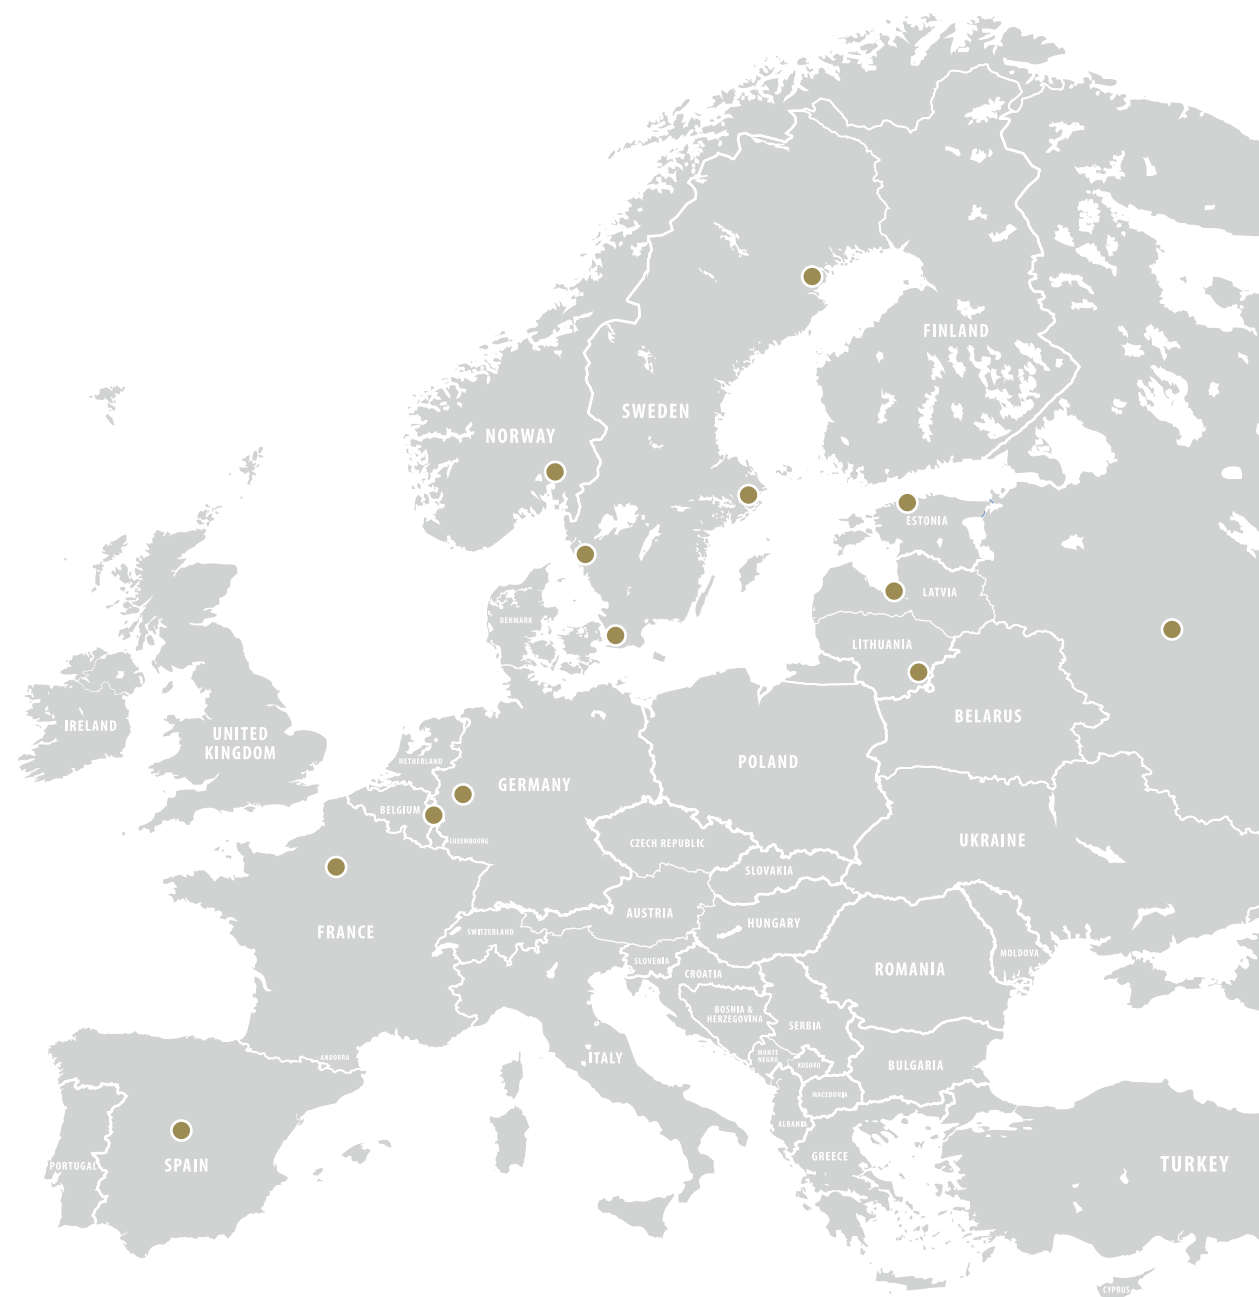 FINLAND
SWEDEN
NORWAY
ESTONIA
LATVIA
DENMARK
LITHUANIA
IRELAND
UNITED
KINGDOM
BELARUS
NETHERLAND
POLAND
GERMANY
BELGIUM
LUXEMBOURG
CZECH REPUBLIC
UKRAINE
SLOVAKIA
AUSTRIA
HUNGARY
FRANCE
SWITZERLAND
MOLDOVA
SLOVENIA
ROMANIA
CROATIA
BOSNIA &
HERZEGOVINA
SERBIA
ITALY
ANDORRA
MONTE
NEGRO
KOSOVO
BULGARIA
MACEDONIA
ALBANIA
GREECE
PORTUGAL
SPAIN
TURKEY
CYPRUS